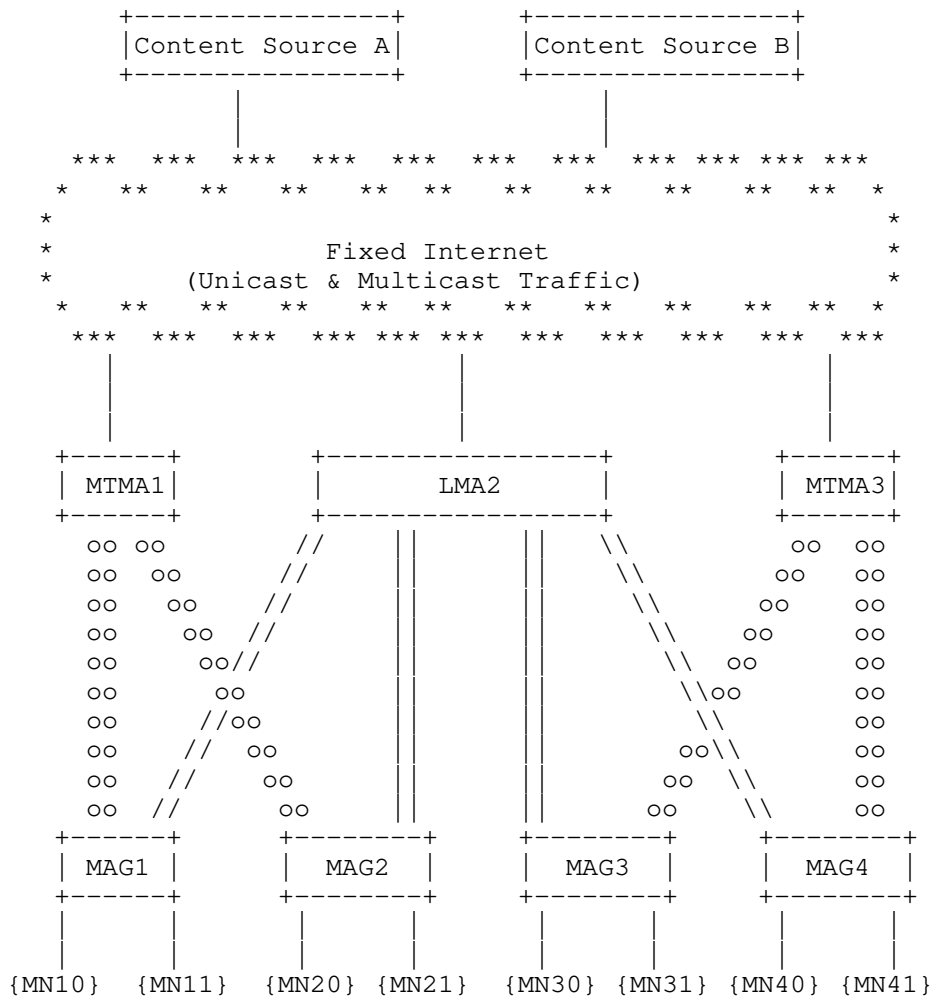 Content Source A Content Source B
Fixed Internet
(Unicast & Multicast Traffic)
MTMA1 LMA2 MTMA3
MAG1 MAG2 MAG3 MAG4
{MN10} {MN11} {MN20} {MN21} {MN30} {MN31} {MN40} {MN41}